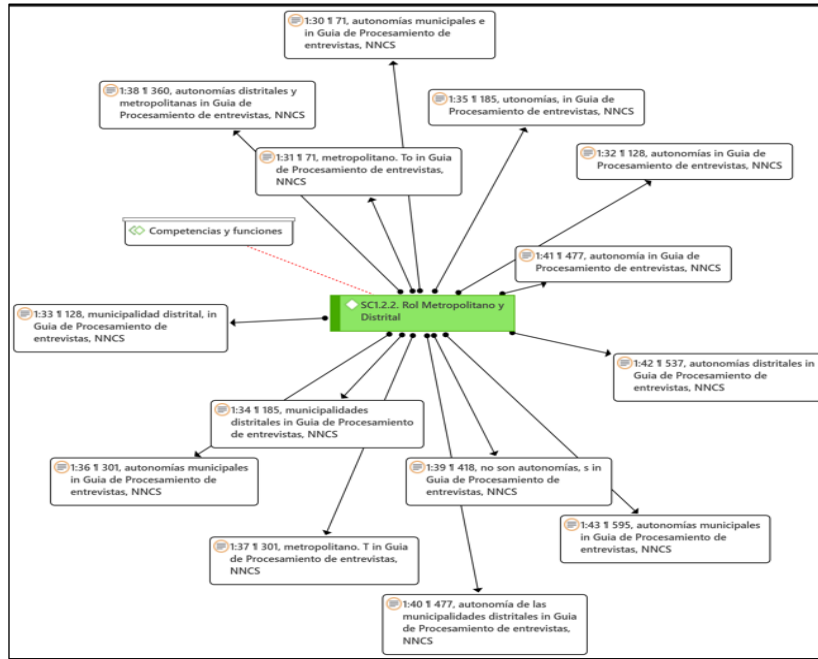 1:30 ¶ 71, autonomías municipales e
in Guia de Procesamiento de
entrevistas, NNCS
1:38 ¶ 360, autonomías distritales y
metropolitanas in Guia de
Procesamiento de entrevistas, NNCS
1:35 ¶ 185, utonomías, in Guia de
Procesamiento de entrevistas, NNCS
1:31 ¶ 71, metropolitano. To in Guia
de Procesamiento de entrevistas,
NNCS
1:32 ¶ 128, autonomías in Guia de
Procesamiento de entrevistas, NNCS
Competencias y funciones
1:41 ¶ 477, autonomía in Guia de
Procesamiento de entrevistas, NNCS
SC1.2.2. Rol Metropolitano y
Distrital
1:33 ¶ 128, municipalidad distrital, in
Guia de Procesamiento de entrevistas,
NNCS
1:42 ¶ 537, autonomías distritales in
Guia de Procesamiento de
entrevistas, NNCS
1:34 ¶ 185, municipalidades
distritales in Guia de Procesamiento
de entrevistas, NNCS
1:36 ¶ 301, autonomías municipales
in Guia de Procesamiento de
entrevistas, NNCS
1:39 ¶ 418, no son autonomías, s in
Guia de Procesamiento de
entrevistas, NNCS
1:43 ¶ 595, autonomías municipales
in Guia de Procesamiento de
entrevistas, NNCS
1:37 ¶ 301, metropolitano. T in Guia
de Procesamiento de entrevistas,
NNCS
1:40 ¶ 477, autonomía de las
municipalidades distritales in Guia
de Procesamiento de entrevistas,
NNCS